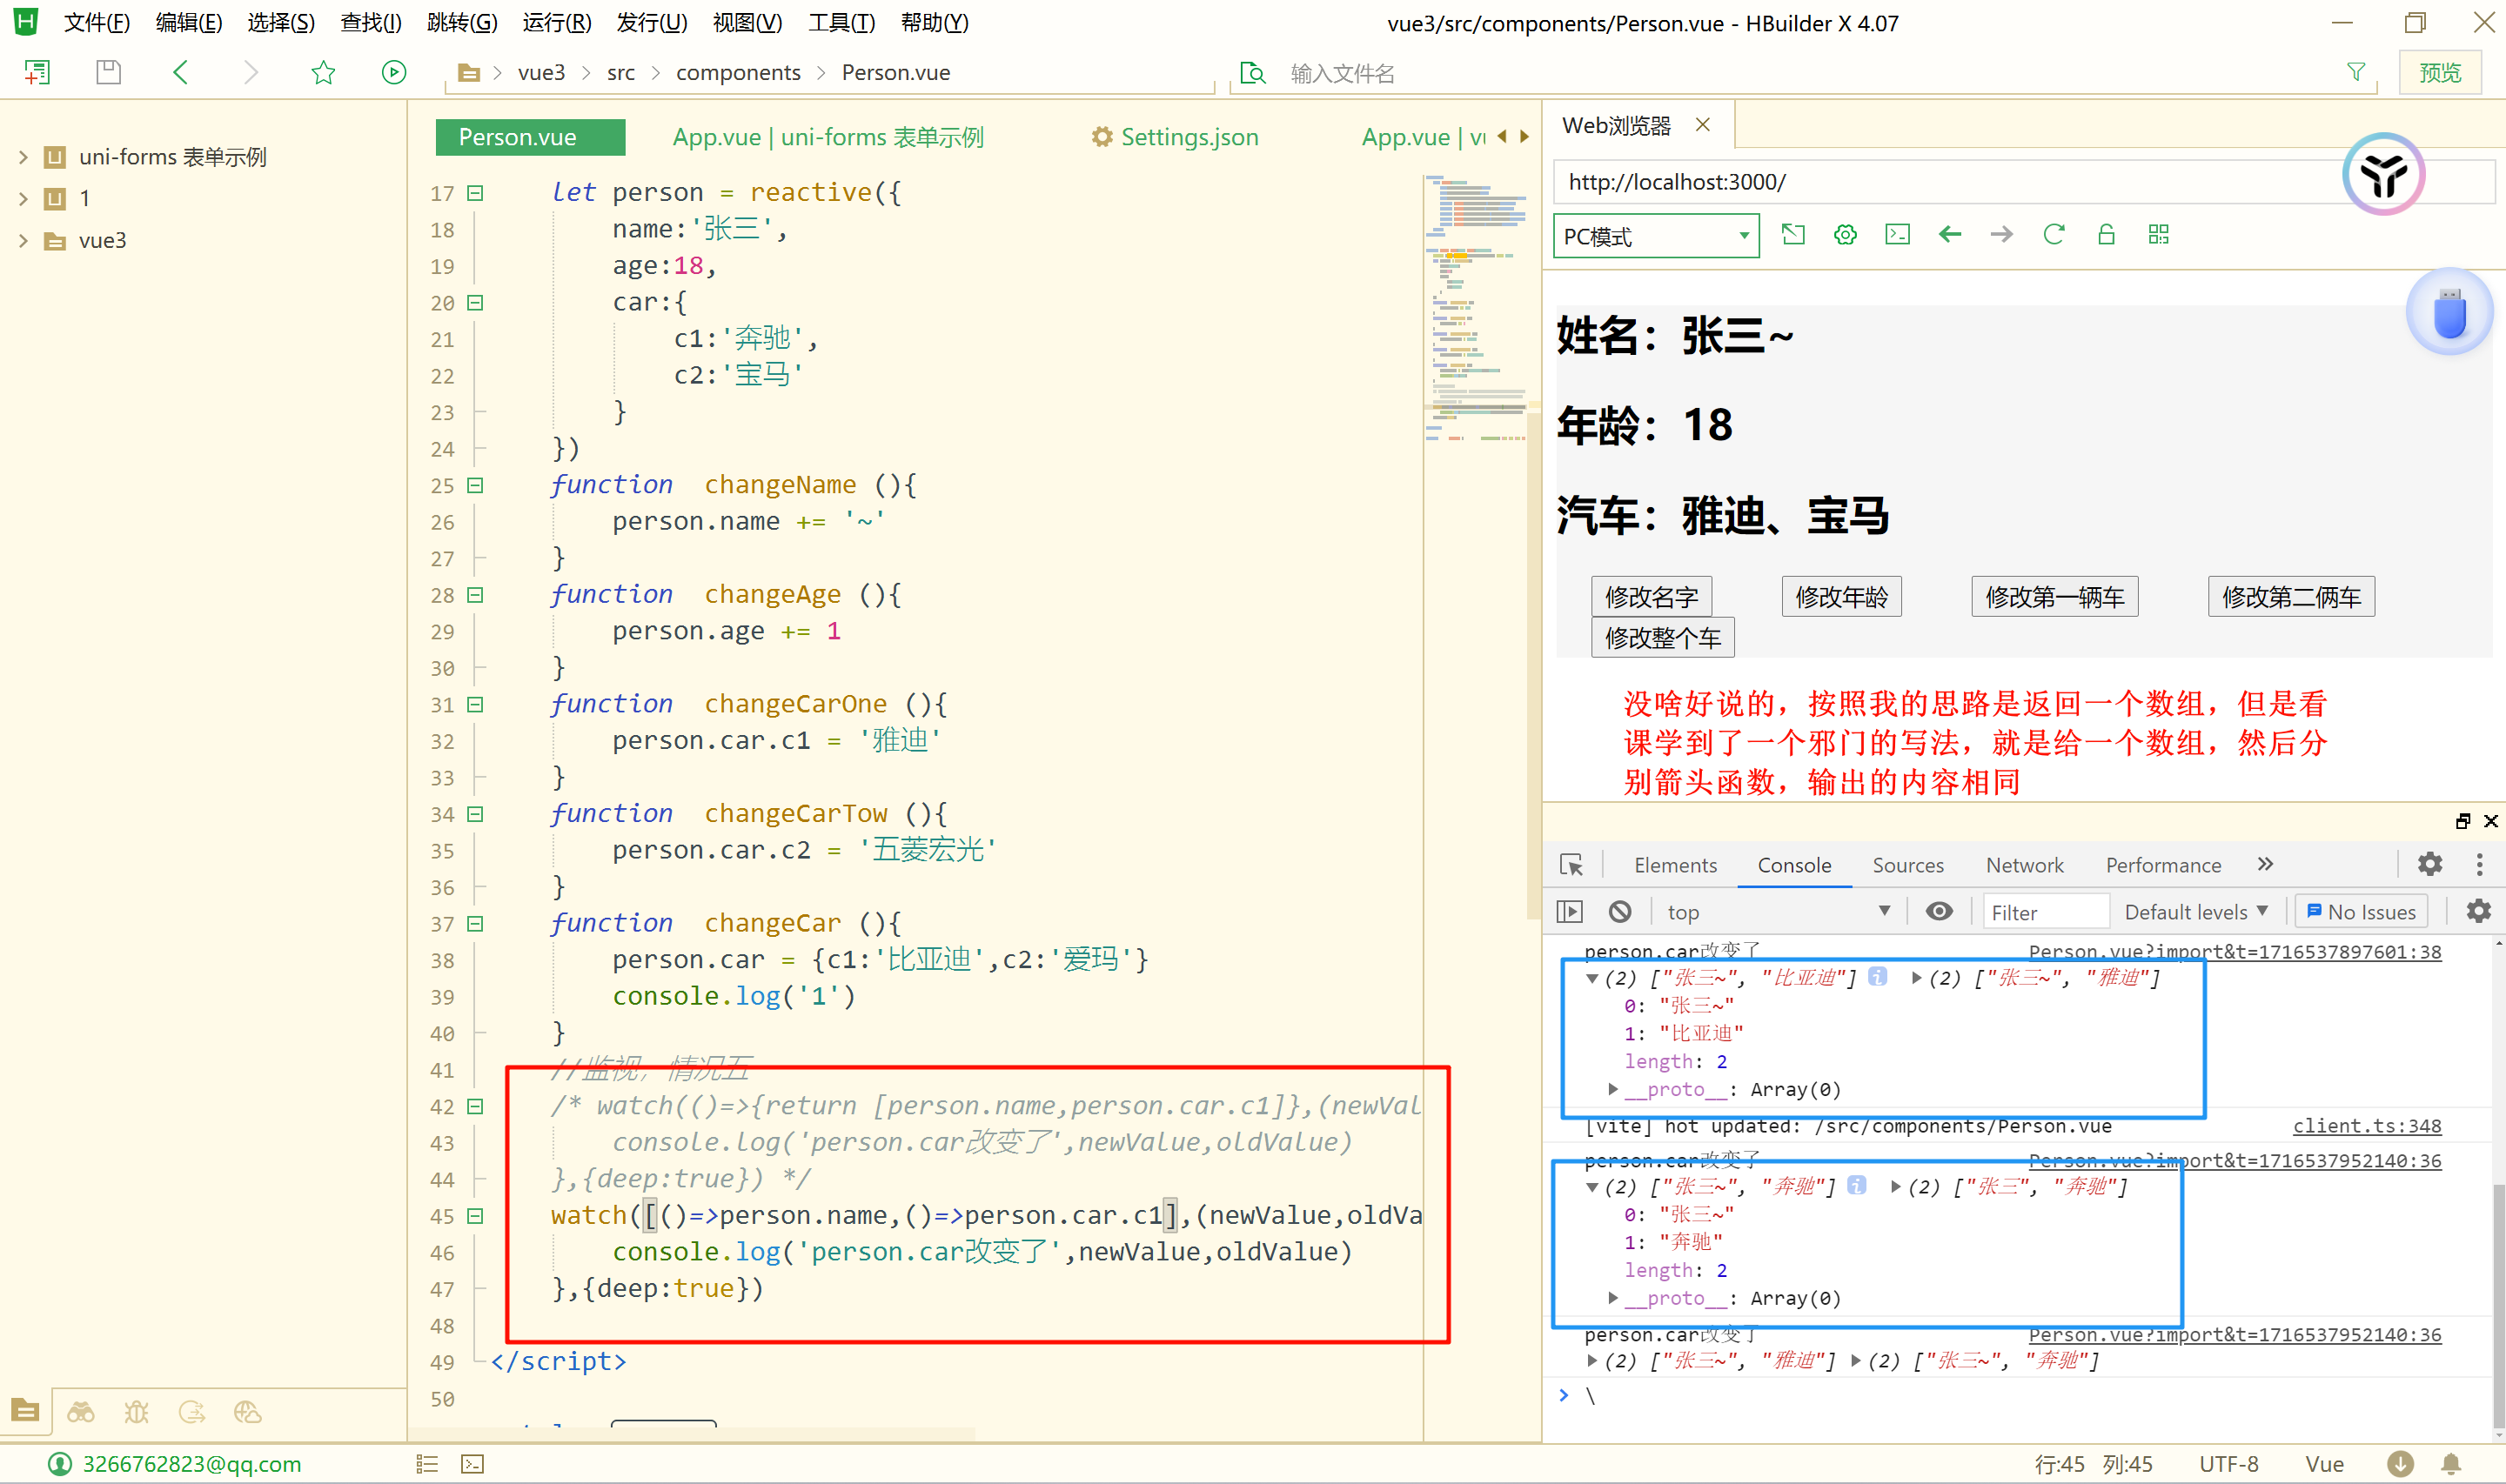 文件(F) 编辑(E) 选择(S) 查找(I) 跳转(G) 运行(R) 发行(U) 视图(V) 工具(T) 帮助(Y)
vue3/src/components/Person.vue - HBuilder X 4.07
vue3 src components Person.vue
输入文件名
预览
uni-forms 表单示例
1
vue3
Person.vue
App.vue | uni-forms 表单示例
Settings.json
App.vue | vu
17 let person = reactive({
18 name:'张三',
19 age:18,
20 car:{
21 c1:'奔驰',
22 c2:'宝马'
23 }
24 })
25 function changeName (){
26 person.name += '~'
27 }
28 function changeAge (){
29 person.age += 1
30 }
31 function changeCarOne (){
32 person.car.c1 = '雅迪'
33 }
34 function changeCarTow (){
35 person.car.c2 = '五菱宏光'
36 }
37 function changeCar (){
38 person.car = {c1:'比亚迪',c2:'爱玛'}
39 console.log('1')
40 }
41 //监视，情况五
42 /* watch(()=>{return [person.name,person.car.c1]},(newVal
43 console.log('person.car改变了',newValue,oldValue)
44 },{deep:true}) */
45 watch([()=>person.name,()=>person.car.c1],(newValue,oldVa
46 console.log('person.car改变了',newValue,oldValue)
47 },{deep:true})
48
49 </script>
50
Web浏览器
http://localhost:3000/
PC模式
姓名：张三~
年龄：18
汽车：雅迪、宝马
修改名字 修改年龄 修改第一辆车 修改第二俩车
修改整个车
没啥好说的，按照我的思路是返回一个数组，但是看
课学到了一个邪门的写法，就是给一个数组，然后分
别箭头函数，输出的内容相同
Elements Console Sources Network Performance
top Filter Default levels No Issues
person.car改变了 Person.vue?import&t=1716537897601:38
(2) ["张三~", "比亚迪"] (2) ["张三~", "雅迪"]
0: "张三~"
1: "比亚迪"
length: 2
__proto__: Array(0)
[vite] hot updated: /src/components/Person.vue client.ts:348
person.car改变了 Person.vue?import&t=1716537952140:36
(2) ["张三~", "奔驰"] (2) ["张三", "奔驰"]
0: "张三~"
1: "奔驰"
length: 2
__proto__: Array(0)
person.car改变了 Person.vue?import&t=1716537952140:36
(2) ["张三~", "雅迪"] (2) ["张三~", "奔驰"]
\
3266762823@qq.com
行:45 列:45 UTF-8 Vue